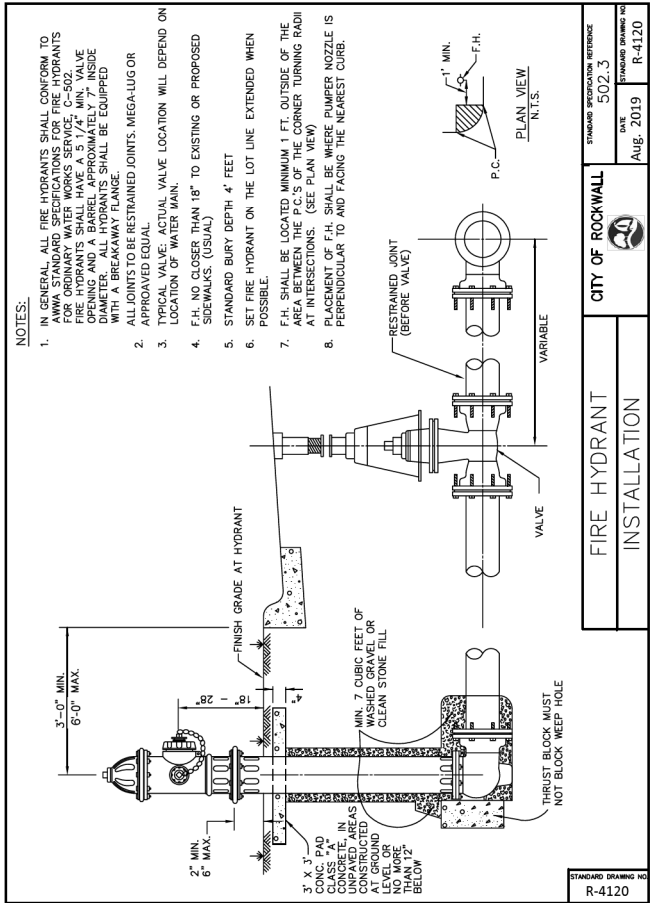 NOTES:
1. IN GENERAL, ALL FIRE HYDRANTS SHALL CONFORM TO
AWWA STANDARD SPECIFICATIONS FOR FIRE HYDRANTS
FOR ORDINARY WATER WORKS SERVICE, C-502.
FIRE HYDRANTS SHALL HAVE A 5 1/4" MIN. VALVE
OPENING AND A BARREL APPROXIMATELY 7" INSIDE
DIAMETER. ALL HYDRANTS SHALL BE EQUIPPED
WITH A BREAKAWAY FLANGE.
2. ALL JOINTS TO BE RESTRAINED JOINTS. MEGA-LUG OR
APPROAVED EQUAL.
3. TYPICAL VALVE: ACTUAL VALVE LOCATION WILL DEPEND ON
LOCATION OF WATER MAIN.
4. F.H. NO CLOSER THAN 18" TO EXISTING OR PROPOSED
SIDEWALKS. (USUAL)
5. STANDARD BURY DEPTH 4' FEET
6. SET FIRE HYDRANT ON THE LOT LINE EXTENDED WHEN
POSSIBLE.
7. F.H. SHALL BE LOCATED MINIMUM 1 FT. OUTSIDE OF THE
AREA BETWEEN THE P.C.'S OF THE CORNER TURNING RADII
AT INTERSECTIONS. (SEE PLAN VIEW)
8. PLACEMENT OF F.H. SHALL BE WHERE PUMPER NOZZLE IS
PERPENDICULAR TO AND FACING THE NEAREST CURB.
1' MIN.
F.H.
P.C.
PLAN VIEW
N.T.S.
3'-0" MIN.
6'-0" MAX.
18" - 28"
FINISH GRADE AT HYDRANT
2" MIN.
6" MAX.
4"
3' X 3'
CONC. PAD
CLASS "A"
CONCRETE, IN
UNPAVED AREAS
CONSTRUCTED
AT GROUND
LEVEL OR
NO MORE
THAN 12"
BELOW
MIN. 7 CUBIC FEET OF
WASHED GRAVEL OR
CLEAN STONE FILL
THRUST BLOCK MUST
NOT BLOCK WEEP HOLE
VALVE
RESTRAINED JOINT
(BEFORE VALVE)
VARIABLE
FIRE HYDRANT
INSTALLATION
CITY OF ROCKWALL
STANDARD SPECIFICATION REFERENCE
502.3
DATE
Aug. 2019
STANDARD DRAWING NO.
R-4120
STANDARD DRAWING NO.
R-4120